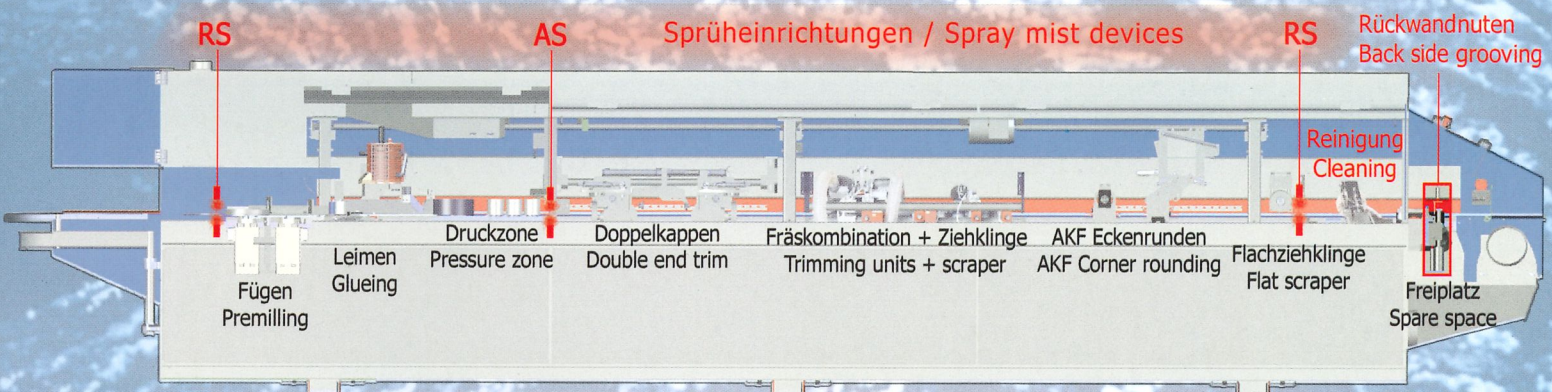 RS
AS
Sprüheinrichtungen / Spray mist devices
RS
Rückwandnuten
Back side grooving
Reinigung
Cleaning
Fügen
Premilling
Leimen
Glueing
Druckzone
Pressure zone
Doppelkappen
Double end trim
Fräskombination + Ziehklinge
Trimming units + scraper
AKF Eckenrunden
AKF Corner rounding
Flachziehklinge
Flat scraper
Freiplatz
Spare space